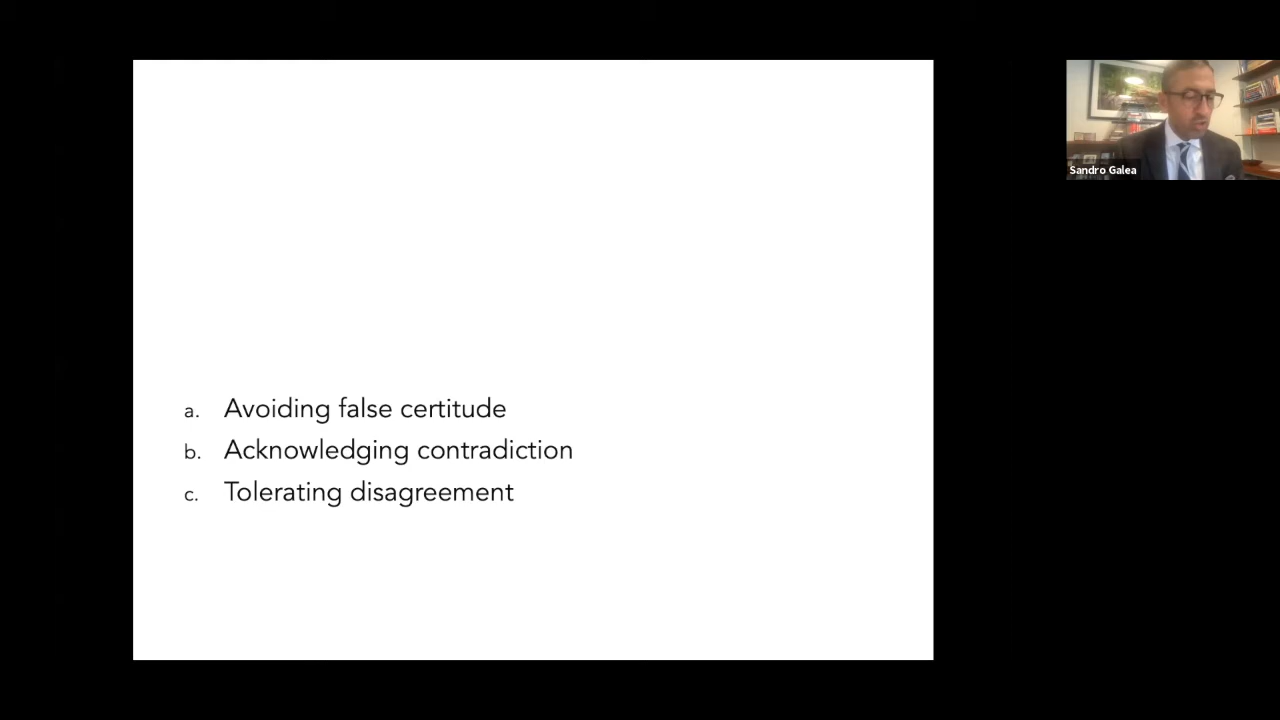 a. Avoiding false certitude
b. Acknowledging contradiction
c. Tolerating disagreement
Sandro Galea